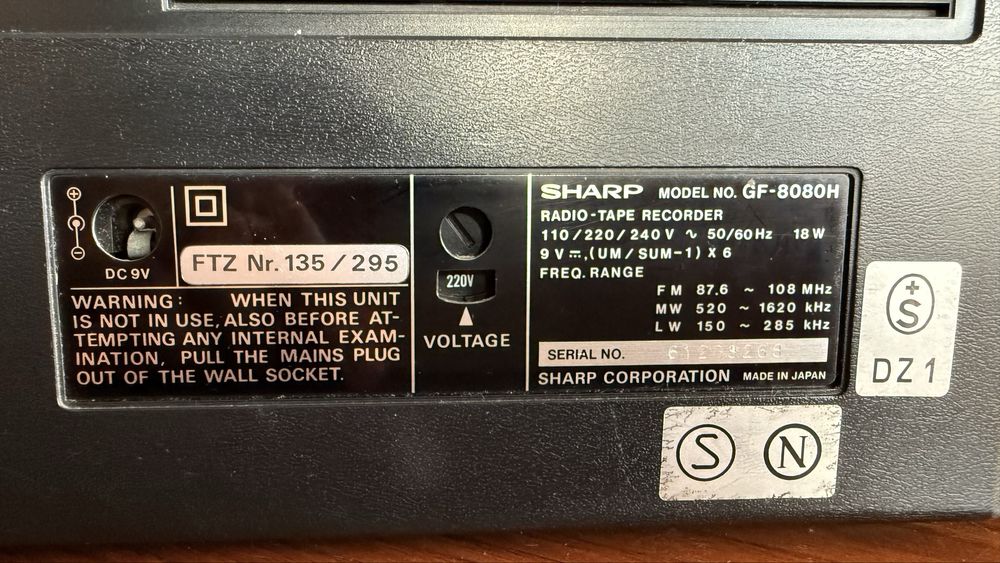 DC 9V
FTZ Nr. 135 / 295
WARNING: WHEN THIS UNIT
IS NOT IN USE, ALSO BEFORE AT-
TEMPTING ANY INTERNAL EXAM-
INATION, PULL THE MAINS PLUG
OUT OF THE WALL SOCKET.
220V
VOLTAGE
SHARP MODEL NO. GF-8080H
RADIO-TAPE RECORDER
110/220/240 V ~ 50/60 Hz 18 W
9 V ⎓, (UM/SUM-1) X 6
FREQ. RANGE
FM 87.6 ~ 108 MHz
MW 520 ~ 1620 kHz
LW 150 ~ 285 kHz
SERIAL NO.
SHARP CORPORATION MADE IN JAPAN
S
DZ1
S N